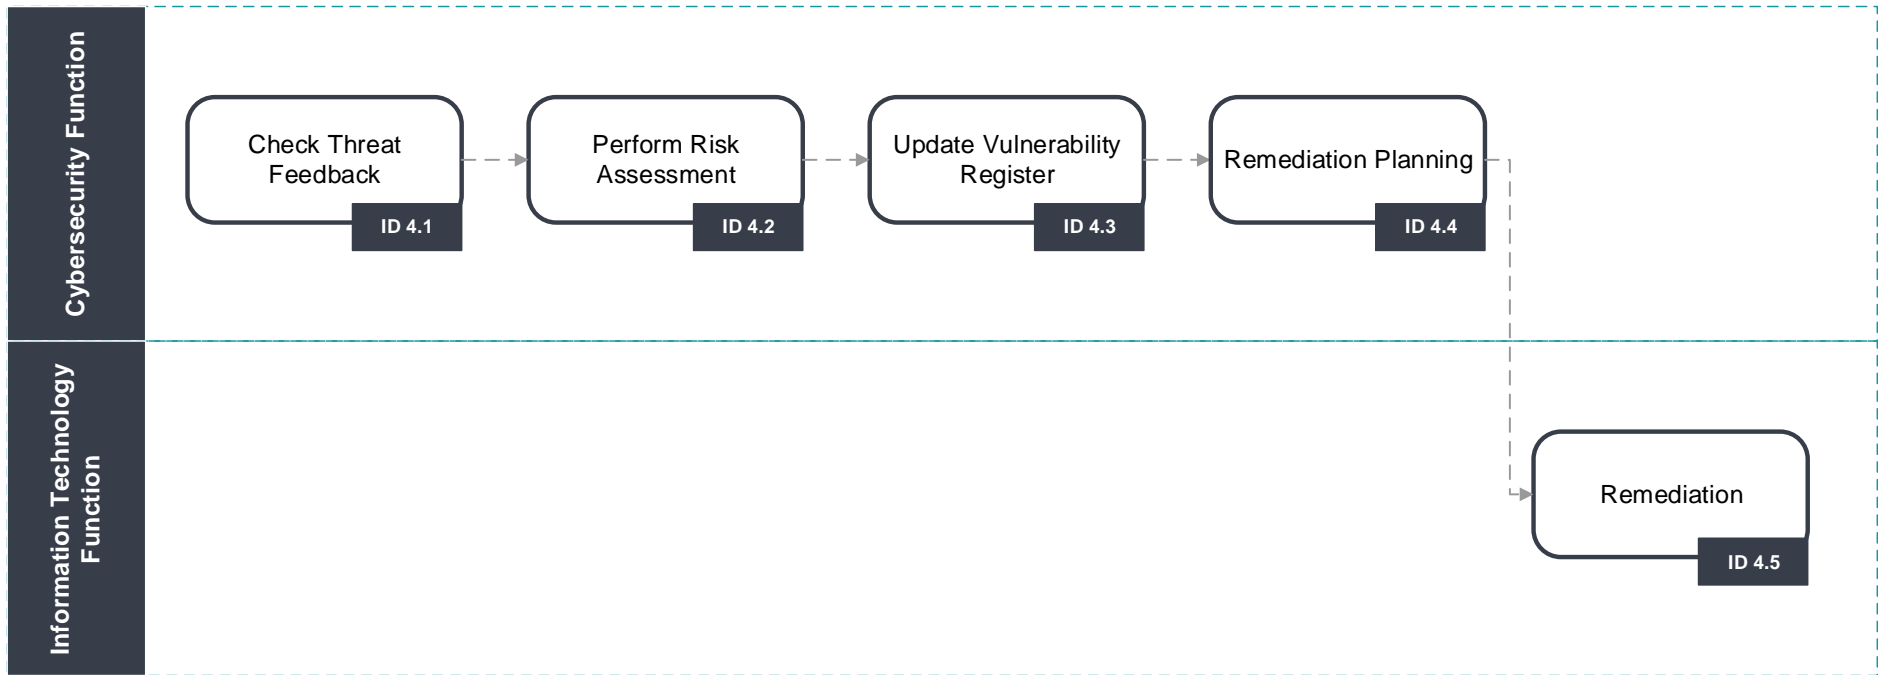 Cybersecurity Function
Check Threat
Feedback
ID 4.1
Perform Risk
Assessment
ID 4.2
Update Vulnerability
Register
ID 4.3
Remediation Planning
ID 4.4
Information Technology
Function
Remediation
ID 4.5